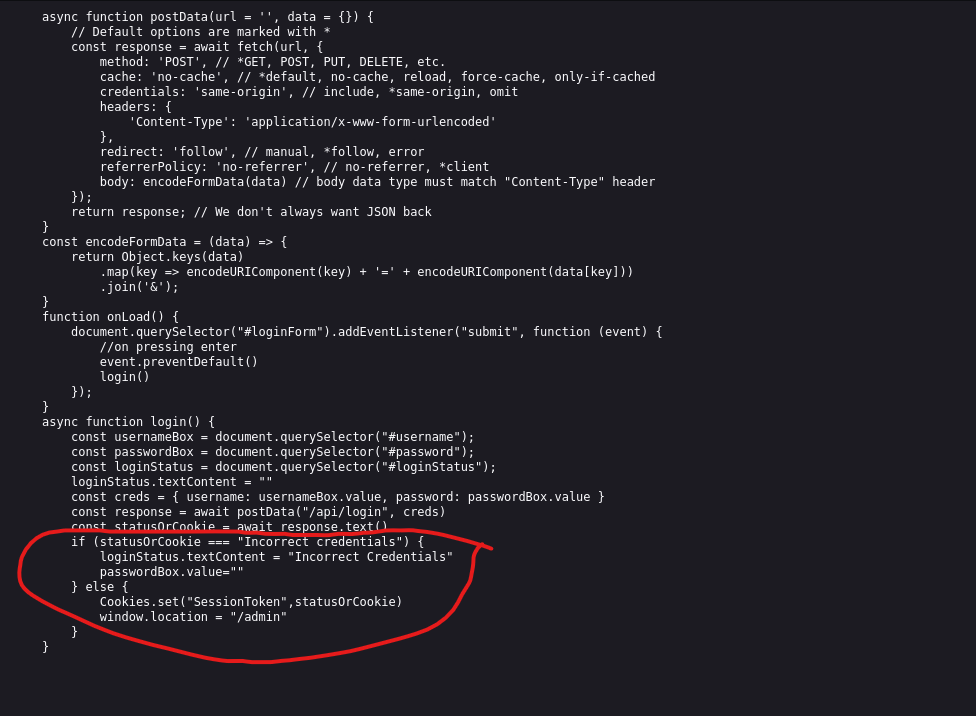 async function postData(url = '', data = {}) {
// Default options are marked with *
const response = await fetch(url, {
method: 'POST', // *GET, POST, PUT, DELETE, etc.
cache: 'no-cache', // *default, no-cache, reload, force-cache, only-if-cached
credentials: 'same-origin', // include, *same-origin, omit
headers: {
'Content-Type': 'application/x-www-form-urlencoded'
},
redirect: 'follow', // manual, *follow, error
referrerPolicy: 'no-referrer', // no-referrer, *client
body: encodeFormData(data) // body data type must match "Content-Type" header
});
return response; // We don't always want JSON back
}
const encodeFormData = (data) => {
return Object.keys(data)
.map(key => encodeURIComponent(key) + '=' + encodeURIComponent(data[key]))
.join('&');
}
function onLoad() {
document.querySelector("#loginForm").addEventListener("submit", function (event) {
//on pressing enter
event.preventDefault()
login()
});
}
async function login() {
const usernameBox = document.querySelector("#username");
const passwordBox = document.querySelector("#password");
const loginStatus = document.querySelector("#loginStatus");
loginStatus.textContent = ""
const creds = { username: usernameBox.value, password: passwordBox.value }
const response = await postData("/api/login", creds)
const statusOrCookie = await response.text()
if (statusOrCookie === "Incorrect credentials") {
loginStatus.textContent = "Incorrect Credentials"
passwordBox.value=""
} else {
Cookies.set("SessionToken",statusOrCookie)
window.location = "/admin"
}
}